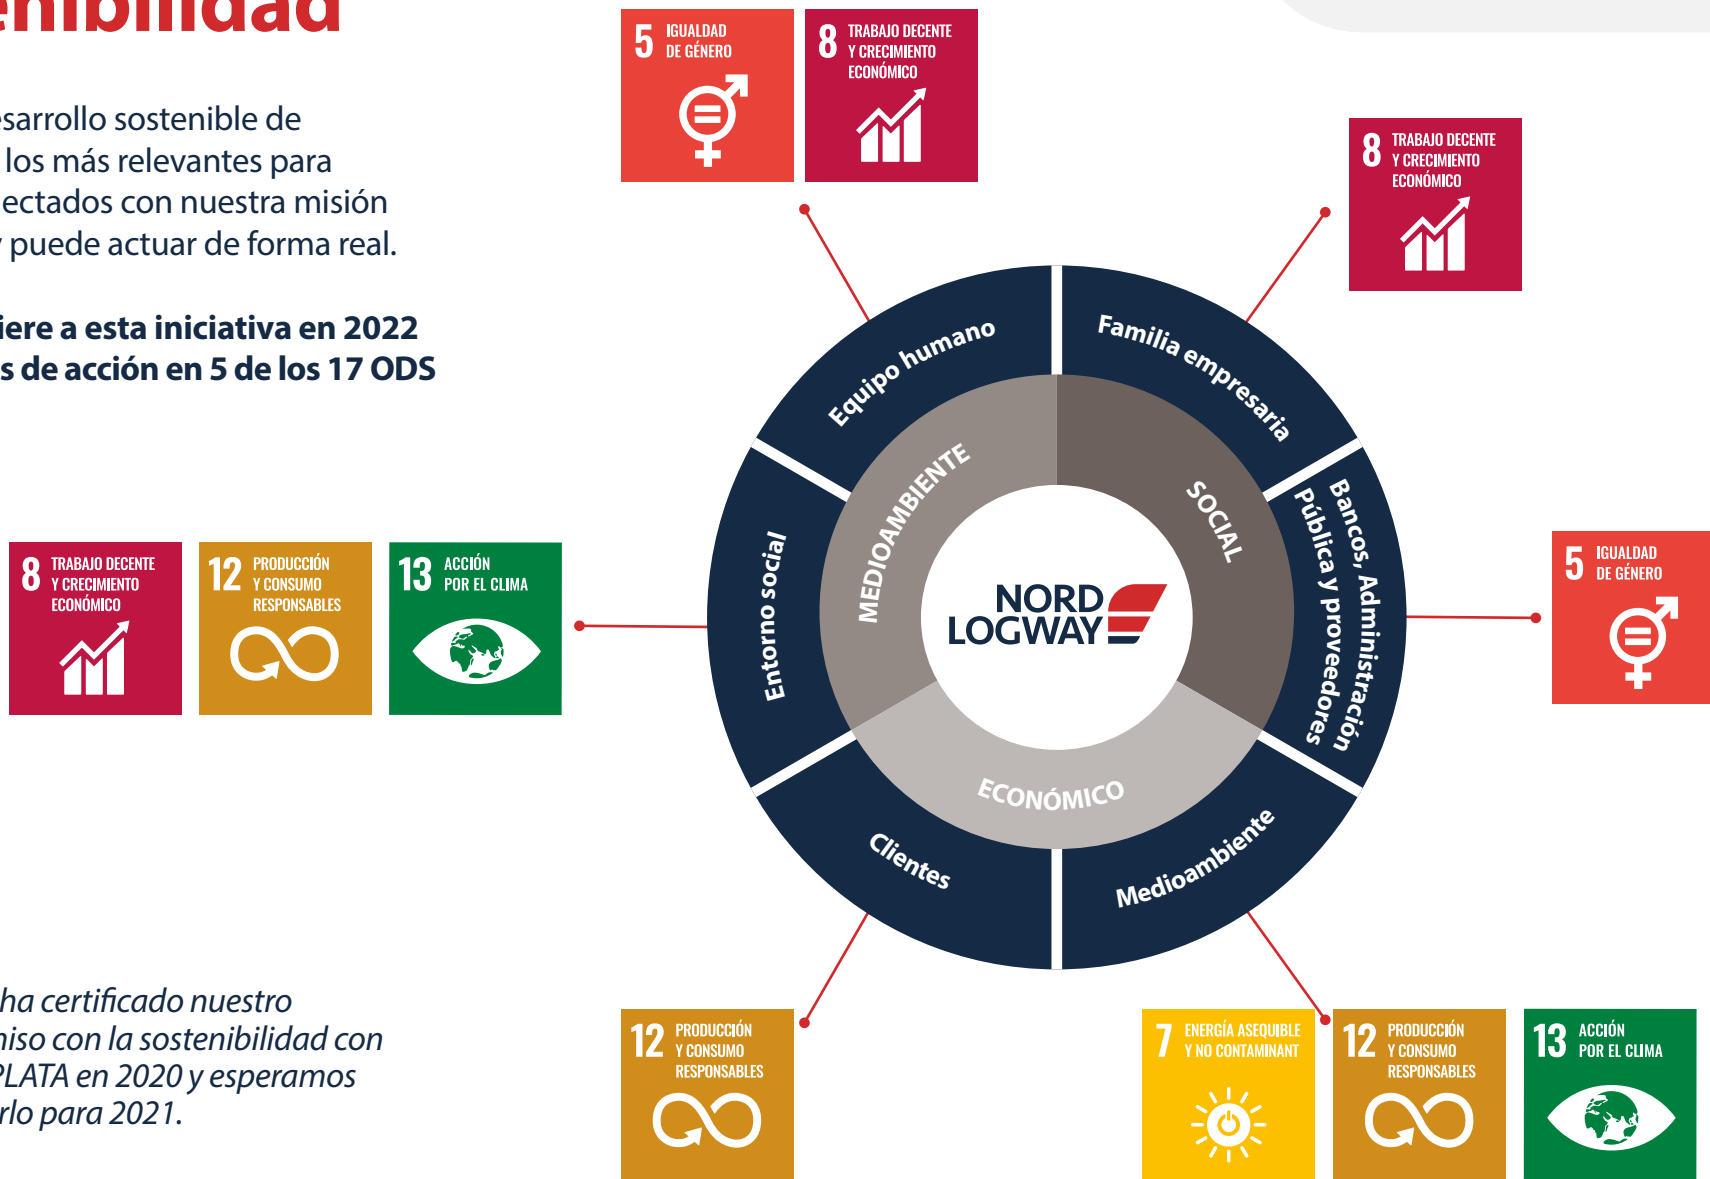 enibilidad
esarrollo sostenible de
los más relevantes para
ectados con nuestra misión
y puede actuar de forma real.
iere a esta iniciativa en 2022
s de acción en 5 de los 17 ODS
5 IGUALDAD
DE GÉNERO
8 TRABAJO DECENTE
Y CRECIMIENTO
ECONÓMICO
8 TRABAJO DECENTE
Y CRECIMIENTO
ECONÓMICO
Equipo humano
Familia empresaria
Bancos, Administración
Pública y proveedores
Medioambiente
Clientes
Entorno social
MEDIOAMBIENTE
SOCIAL
ECONÓMICO
NORD
LOGWAY
8 TRABAJO DECENTE
Y CRECIMIENTO
ECONÓMICO
12 PRODUCCIÓN
Y CONSUMO
RESPONSABLES
13 ACCIÓN
POR EL CLIMA
5 IGUALDAD
DE GÉNERO
ha certificado nuestro
niso con la sostenibilidad con
PLATA en 2020 y esperamos
rlo para 2021.
12 PRODUCCIÓN
Y CONSUMO
RESPONSABLES
7 ENERGÍA ASEQUIBLE
Y NO CONTAMINANT
12 PRODUCCIÓN
Y CONSUMO
RESPONSABLES
13 ACCIÓN
POR EL CLIMA